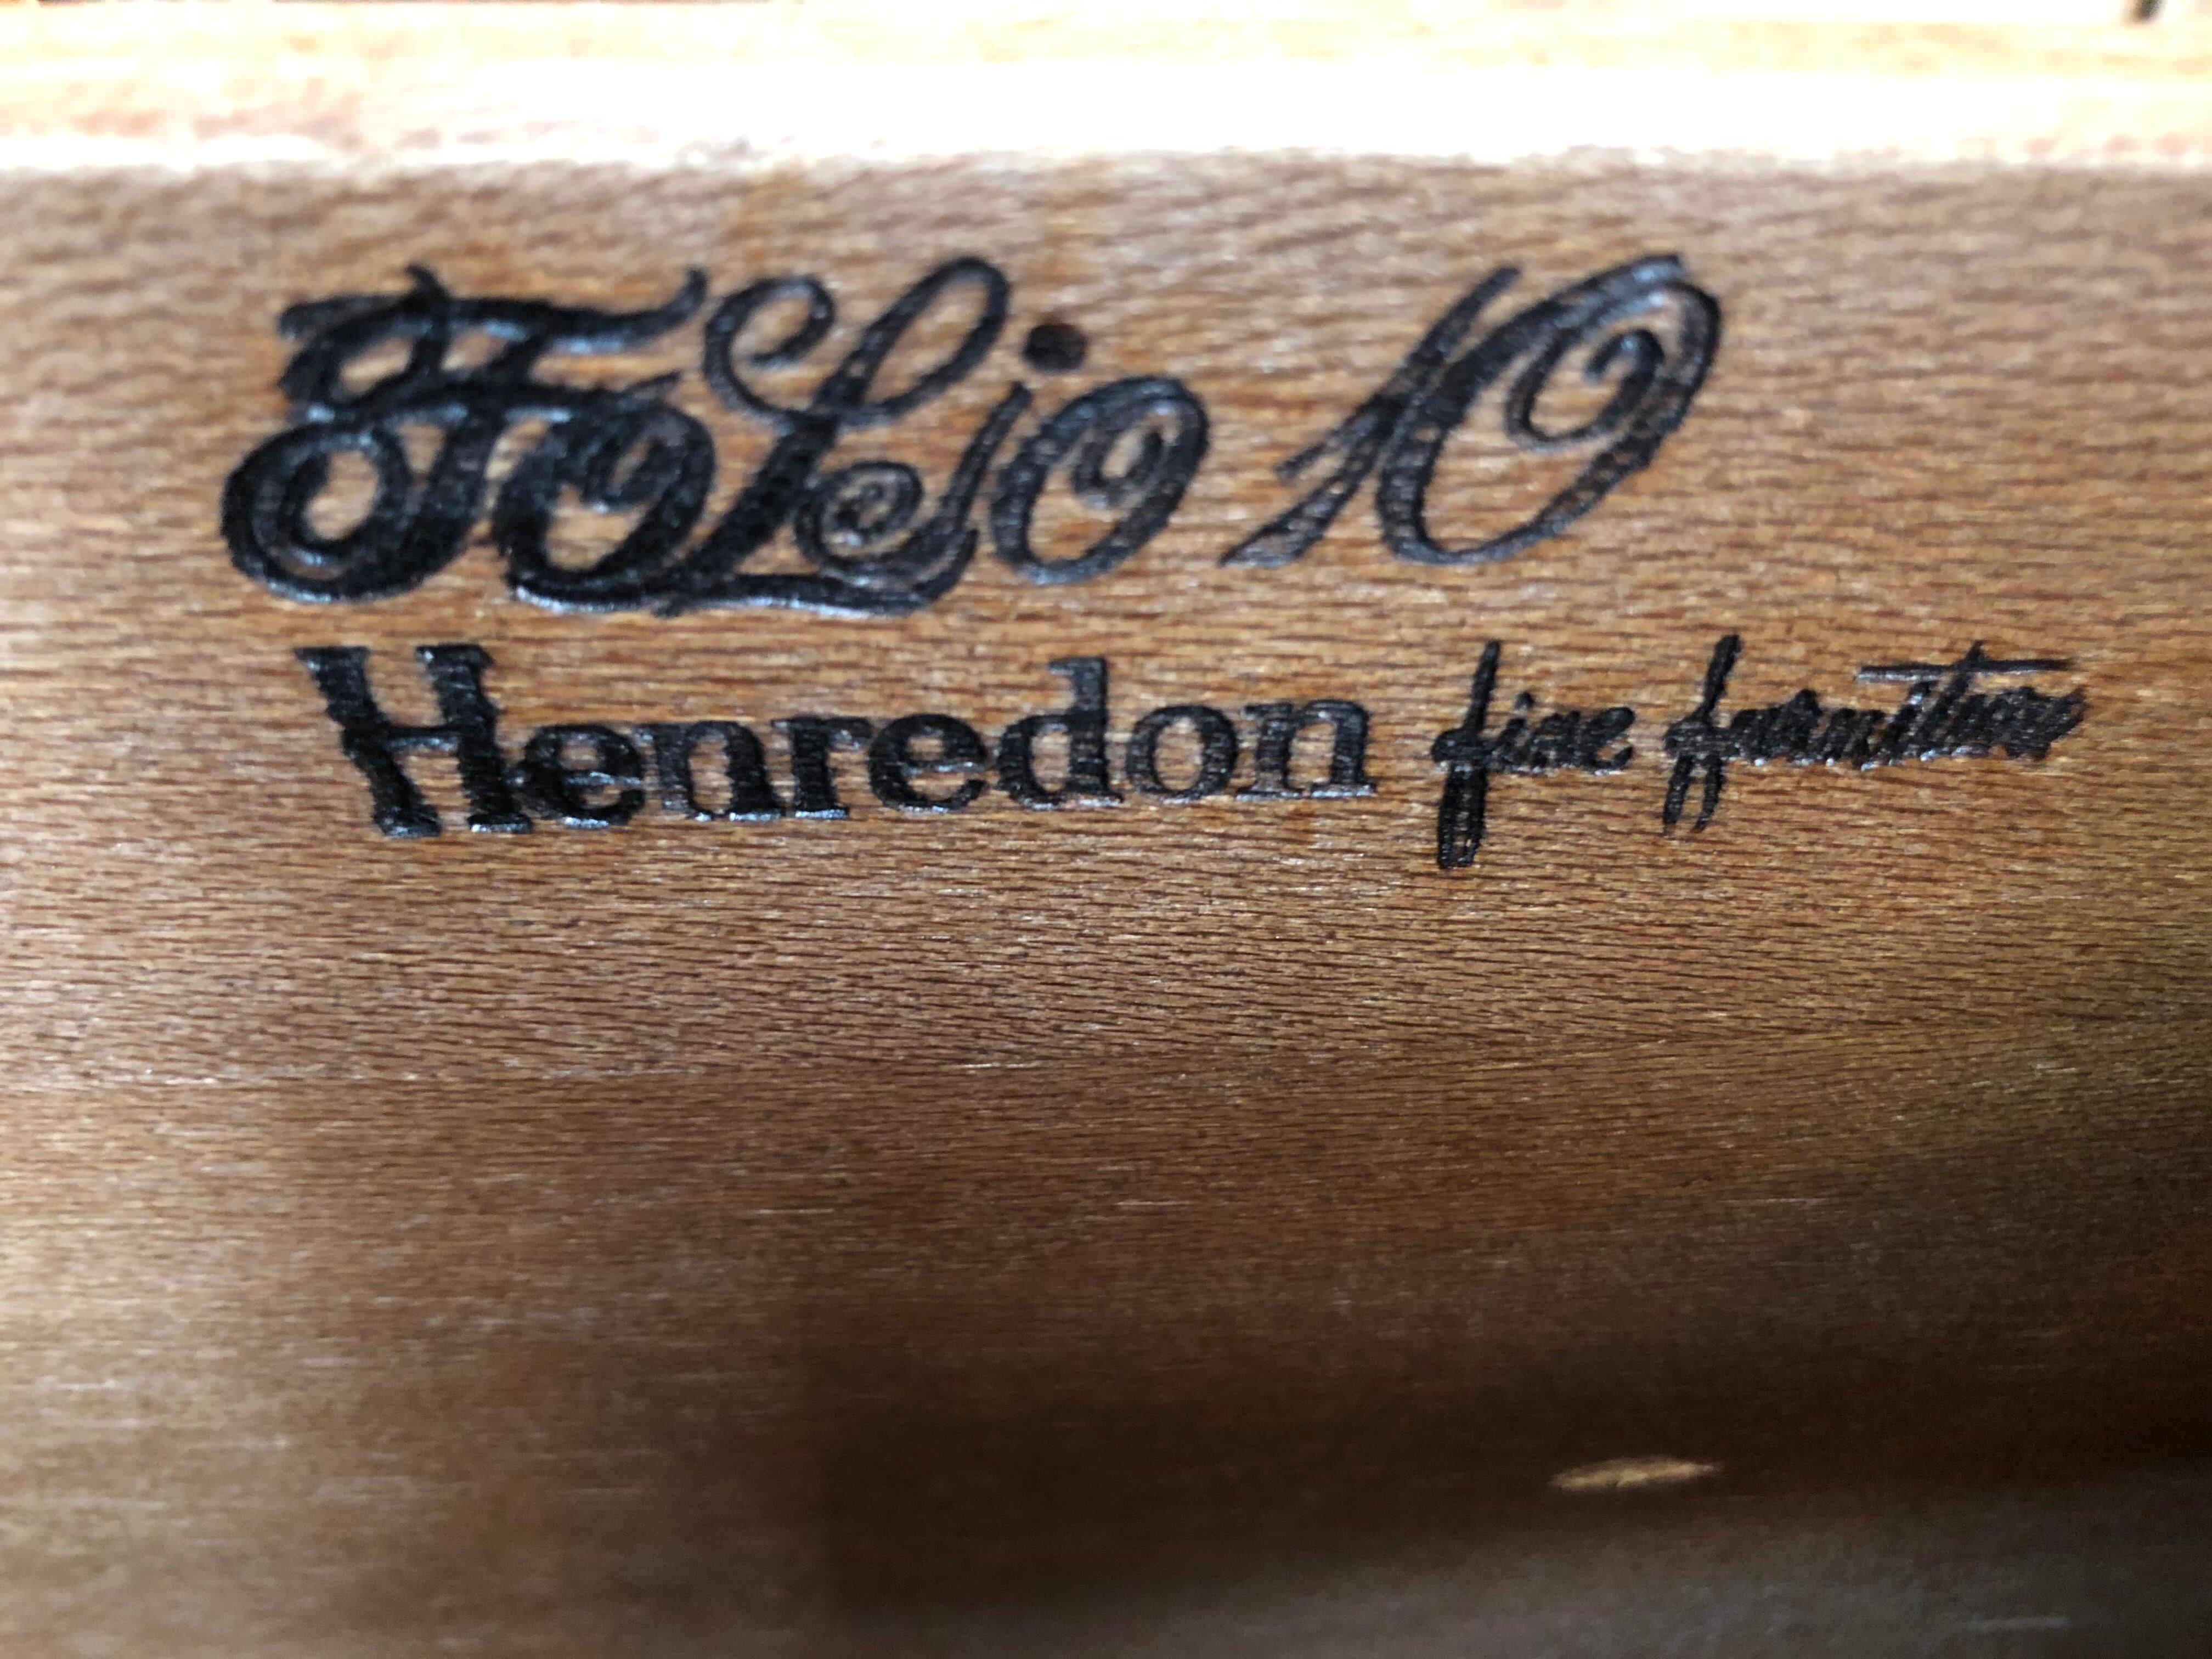 Folio 10
Henredon fine furniture